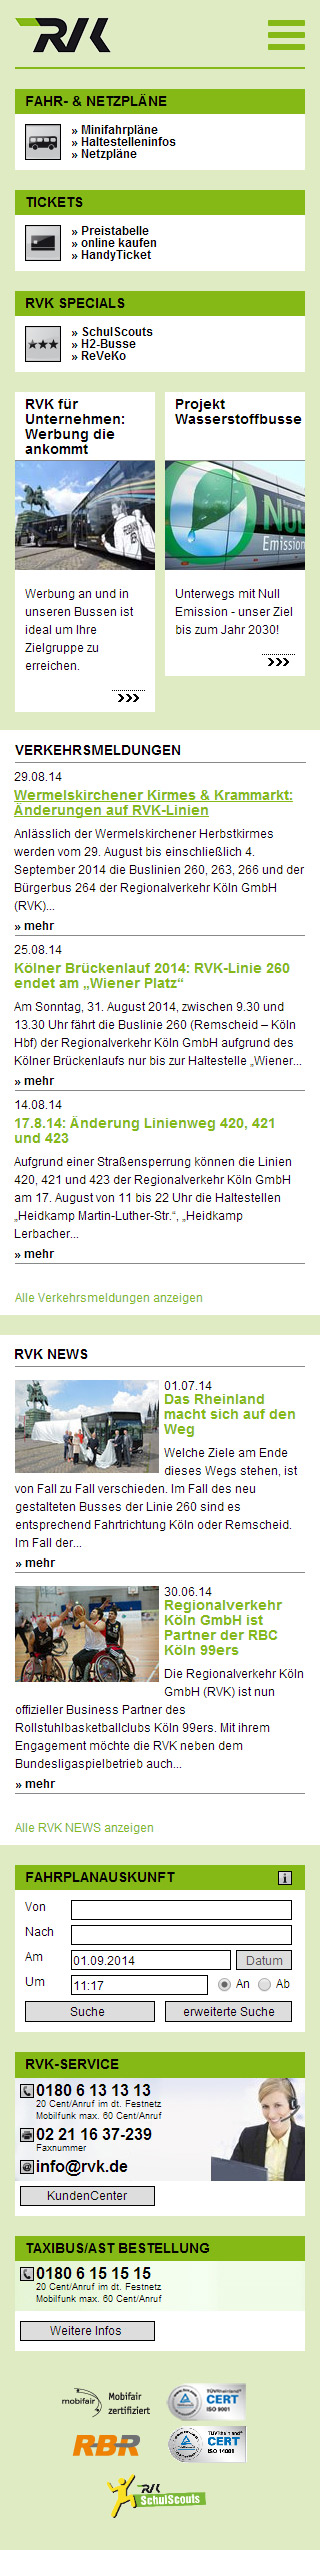 RVK
FAHR- & NETZPLÄNE
» Minifahrpläne
» Haltestelleninfos
» Netzpläne
TICKETS
» Preistabelle
» online kaufen
» HandyTicket
RVK SPECIALS
» SchulScouts
» H2-Busse
» ReVeKo
RVK für
Unternehmen:
Werbung die
ankommt
Werbung an und in
unseren Bussen ist
ideal um Ihre
Zielgruppe zu
erreichen.
Projekt
Wasserstoffbusse
Null
Emission
Unterwegs mit Null
Emission - unser Ziel
bis zum Jahr 2030!
VERKEHRSMELDUNGEN
29.08.14
Wermelskirchener Kirmes & Krammarkt:
Änderungen auf RVK-Linien
Anlässlich der Wermelskirchener Herbstkirmes
werden vom 29. August bis einschließlich 4.
September 2014 die Buslinien 260, 263, 266 und der
Bürgerbus 264 der Regionalverkehr Köln GmbH
(RVK)...
» mehr
25.08.14
Kölner Brückenlauf 2014: RVK-Linie 260
endet am „Wiener Platz“
Am Sonntag, 31. August 2014, zwischen 9.30 und
13.30 Uhr fährt die Buslinie 260 (Remscheid – Köln
Hbf) der Regionalverkehr Köln GmbH aufgrund des
Kölner Brückenlaufs nur bis zur Haltestelle „Wiener...
» mehr
14.08.14
17.8.14: Änderung Linienweg 420, 421
und 423
Aufgrund einer Straßensperrung können die Linien
420, 421 und 423 der Regionalverkehr Köln GmbH
am 17. August von 11 bis 22 Uhr die Haltestellen
„Heidkamp Martin-Luther-Str.“, „Heidkamp
Lerbacher...
» mehr
Alle Verkehrsmeldungen anzeigen
RVK NEWS
01.07.14
Das Rheinland
macht sich auf den
Weg
Welche Ziele am Ende
dieses Wegs stehen, ist
von Fall zu Fall verschieden. Im Fall des neu
gestalteten Busses der Linie 260 sind es
entsprechend Fahrtrichtung Köln oder Remscheid.
Im Fall der...
» mehr
30.06.14
Regionalverkehr
Köln GmbH ist
Partner der RBC
Köln 99ers
Die Regionalverkehr Köln
GmbH (RVK) ist nun
offizieller Business Partner des
Rollstuhlbasketballclubs Köln 99ers. Mit ihrem
Engagement möchte die RVK neben dem
Bundesligaspielbetrieb auch...
» mehr
Alle RVK NEWS anzeigen
FAHRPLANAUSKUNFT i
Von
Nach
Am 01.09.2014 Datum
Um 11:17 An Ab
Suche erweiterte Suche
RVK-SERVICE
0180 6 13 13 13
20 Cent/Anruf im dt. Festnetz
Mobilfunk max. 60 Cent/Anruf
02 21 16 37-239
Faxnummer
info@rvk.de
KundenCenter
TAXIBUS/AST BESTELLUNG
0180 6 15 15 15
20 Cent/Anruf im dt. Festnetz
Mobilfunk max. 60 Cent/Anruf
Weitere Infos
mobifair
Mobifair
zertifiziert
TÜVRheinland
CERT
ISO 9001
RBR
TÜVRheinland
CERT
ISO 14001
RVK
SchulScouts